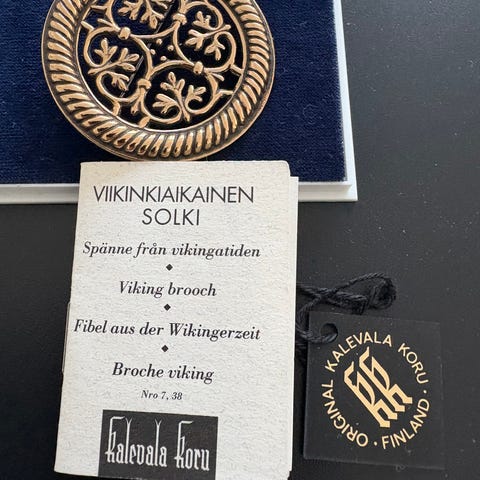 VIIKINKIAIKAINEN
SOLKI
Spänne från vikingatiden
Viking brooch
Fibel aus der Wikingerzeit
Broche viking
Nro 7, 38
kalevala koru
ORIGINAL KALEVALA KORU · FINLAND ·
KK